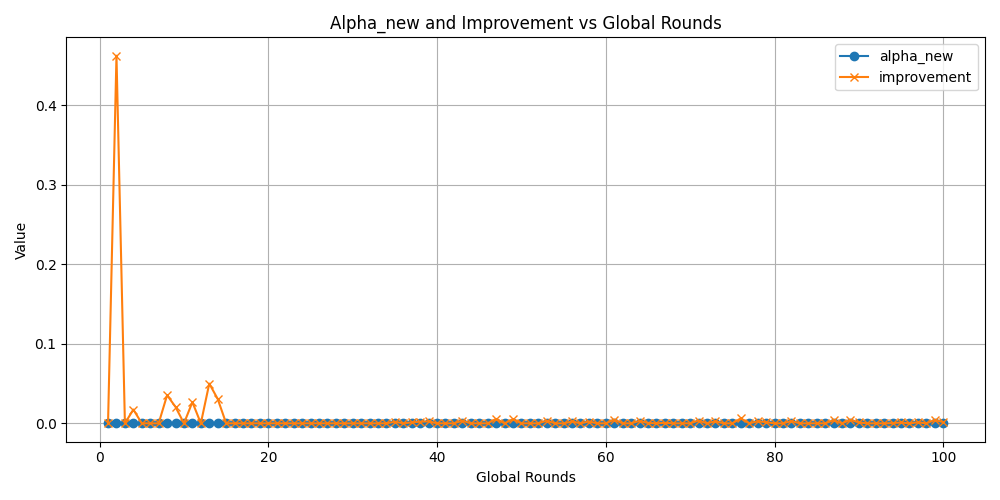 Alpha_new and Improvement vs Global Rounds
alpha_new
improvement
Value
0.4
0.3
0.2
0.1
0.0
0 20 40 60 80 100
Global Rounds